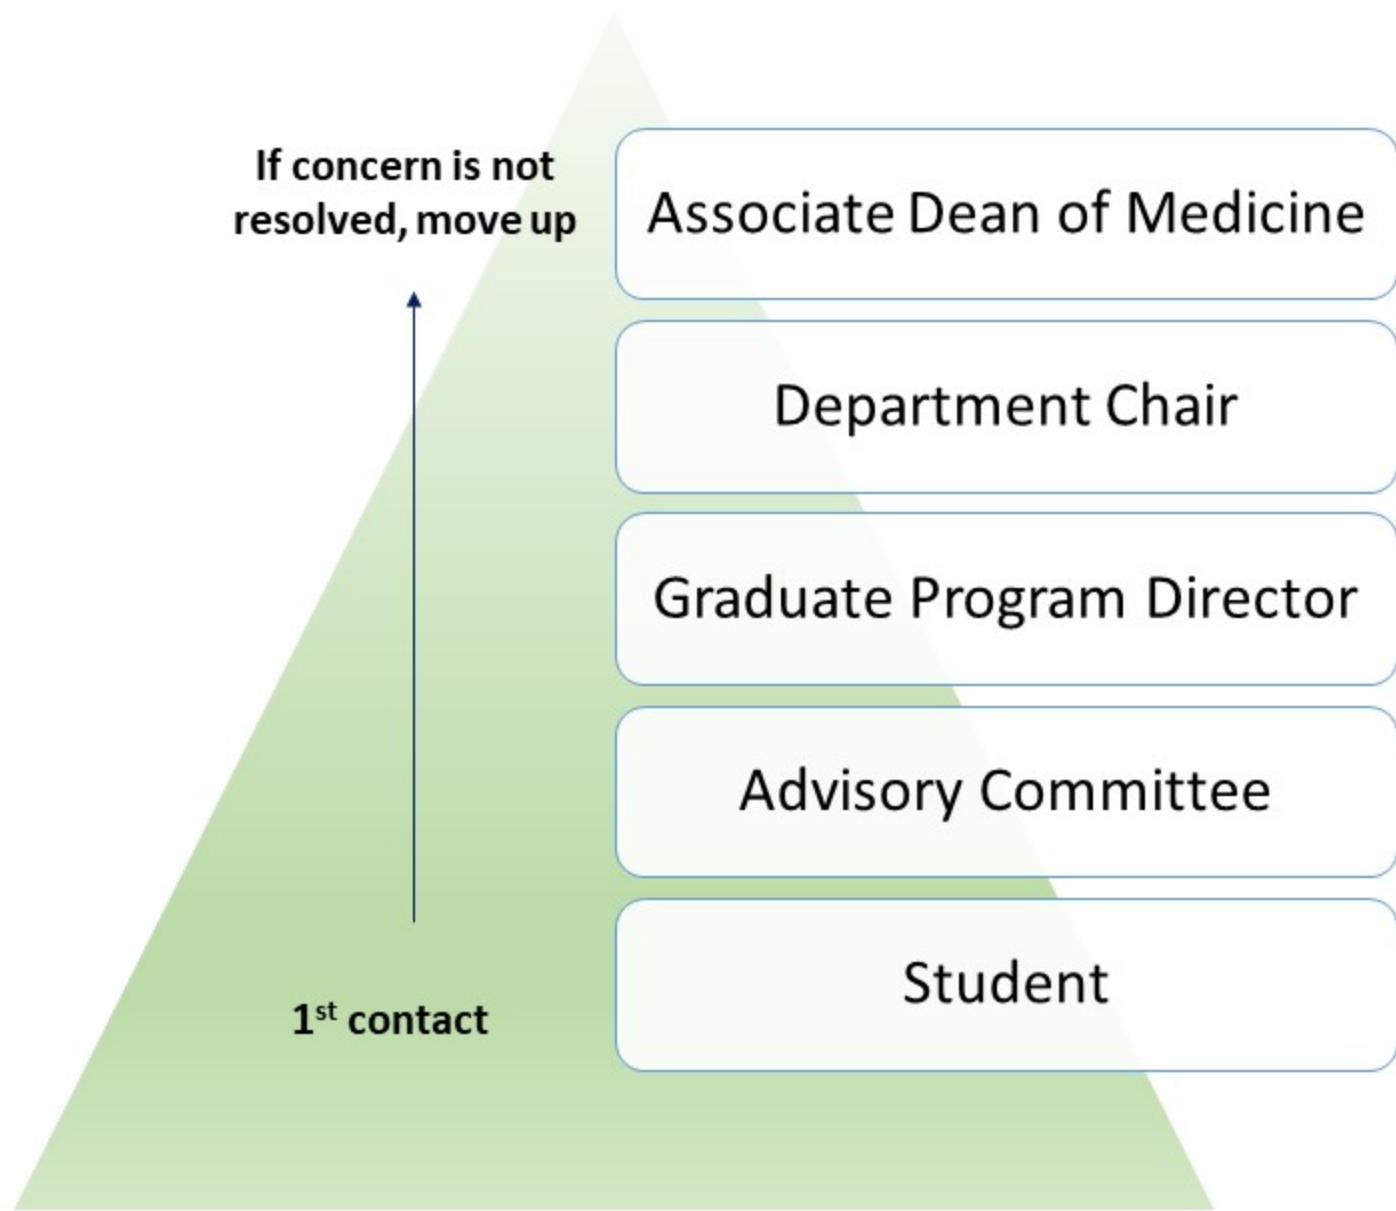 If concern is not
resolved, move up
Associate Dean of Medicine
Department Chair
Graduate Program Director
Advisory Committee
Student
1st contact